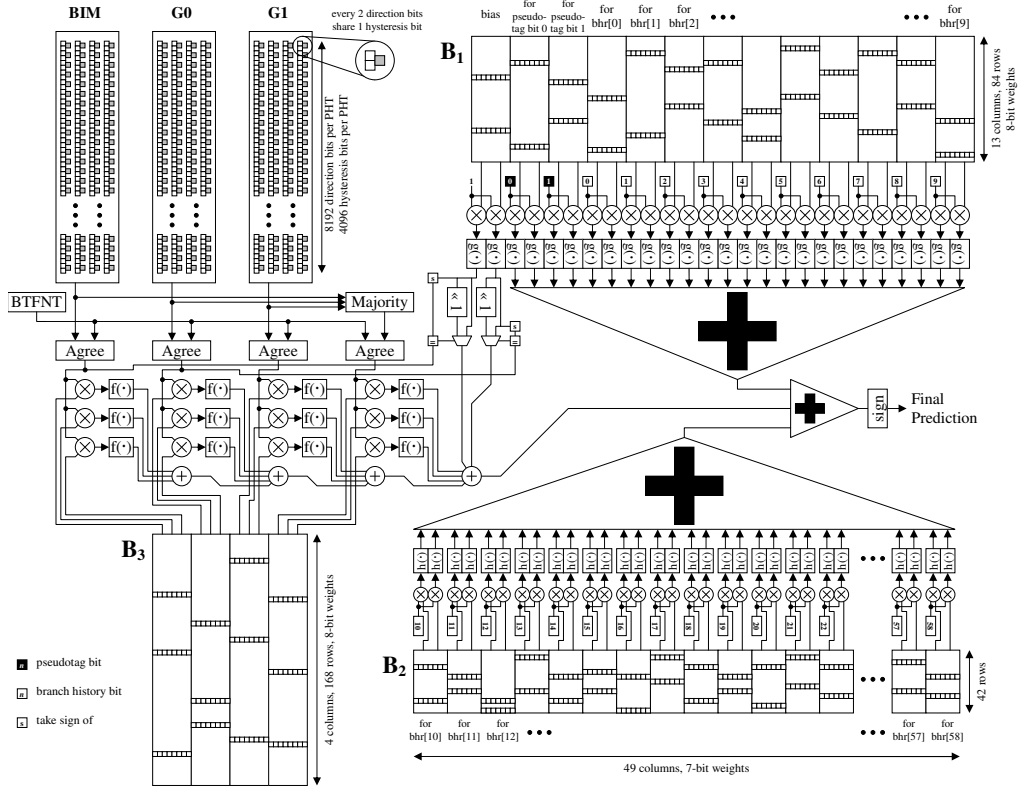 BIM
G0
G1
every 2 direction bits
share 1 hysteresis bit
8192 direction bits per PHT
4096 hysteresis bits per PHT
bias
for
pseudo-
tag bit 0
for
pseudo-
tag bit 1
for
bhr[0]
for
bhr[1]
for
bhr[2]
for
bhr[9]
B1
13 columns, 84 rows
8-bit weights
1
0
1
0
1
2
3
4
5
6
7
8
9
g(·) g(·) g(·) g(·) g(·) g(·) g(·) g(·) g(·) g(·) g(·) g(·) g(·) g(·) g(·) g(·) g(·) g(·) g(·) g(·) g(·) g(·) g(·) g(·) g(·) g(·)
s
« 1
« 1
s
=
=
BTFNT
Majority
Agree
Agree
Agree
Agree
f(·) f(·) f(·) f(·)
f(·) f(·) f(·) f(·)
f(·) f(·) f(·) f(·)
sign
Final
Prediction
B3
4 columns, 168 rows, 8-bit weights
n pseudotag bit
n branch history bit
s take sign of
h(·) h(·) h(·) h(·) h(·) h(·) h(·) h(·) h(·) h(·) h(·) h(·) h(·) h(·) h(·) h(·) h(·) h(·) h(·) h(·) h(·) h(·) h(·) h(·) h(·) h(·) h(·) h(·) h(·) h(·)
10
11
12
13
14
15
16
17
18
19
20
21
22
57
58
B2
42 rows
for
bhr[10]
for
bhr[11]
for
bhr[12]
for
bhr[57]
for
bhr[58]
49 columns, 7-bit weights